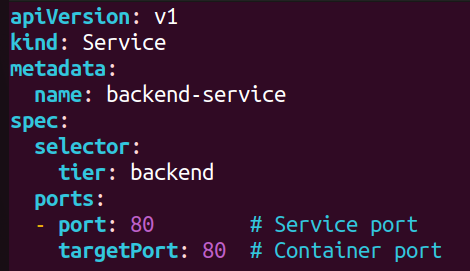 apiVersion: v1
kind: Service
metadata:
  name: backend-service
spec:
  selector:
    tier: backend
  ports:
  - port: 80        # Service port
    targetPort: 80  # Container port